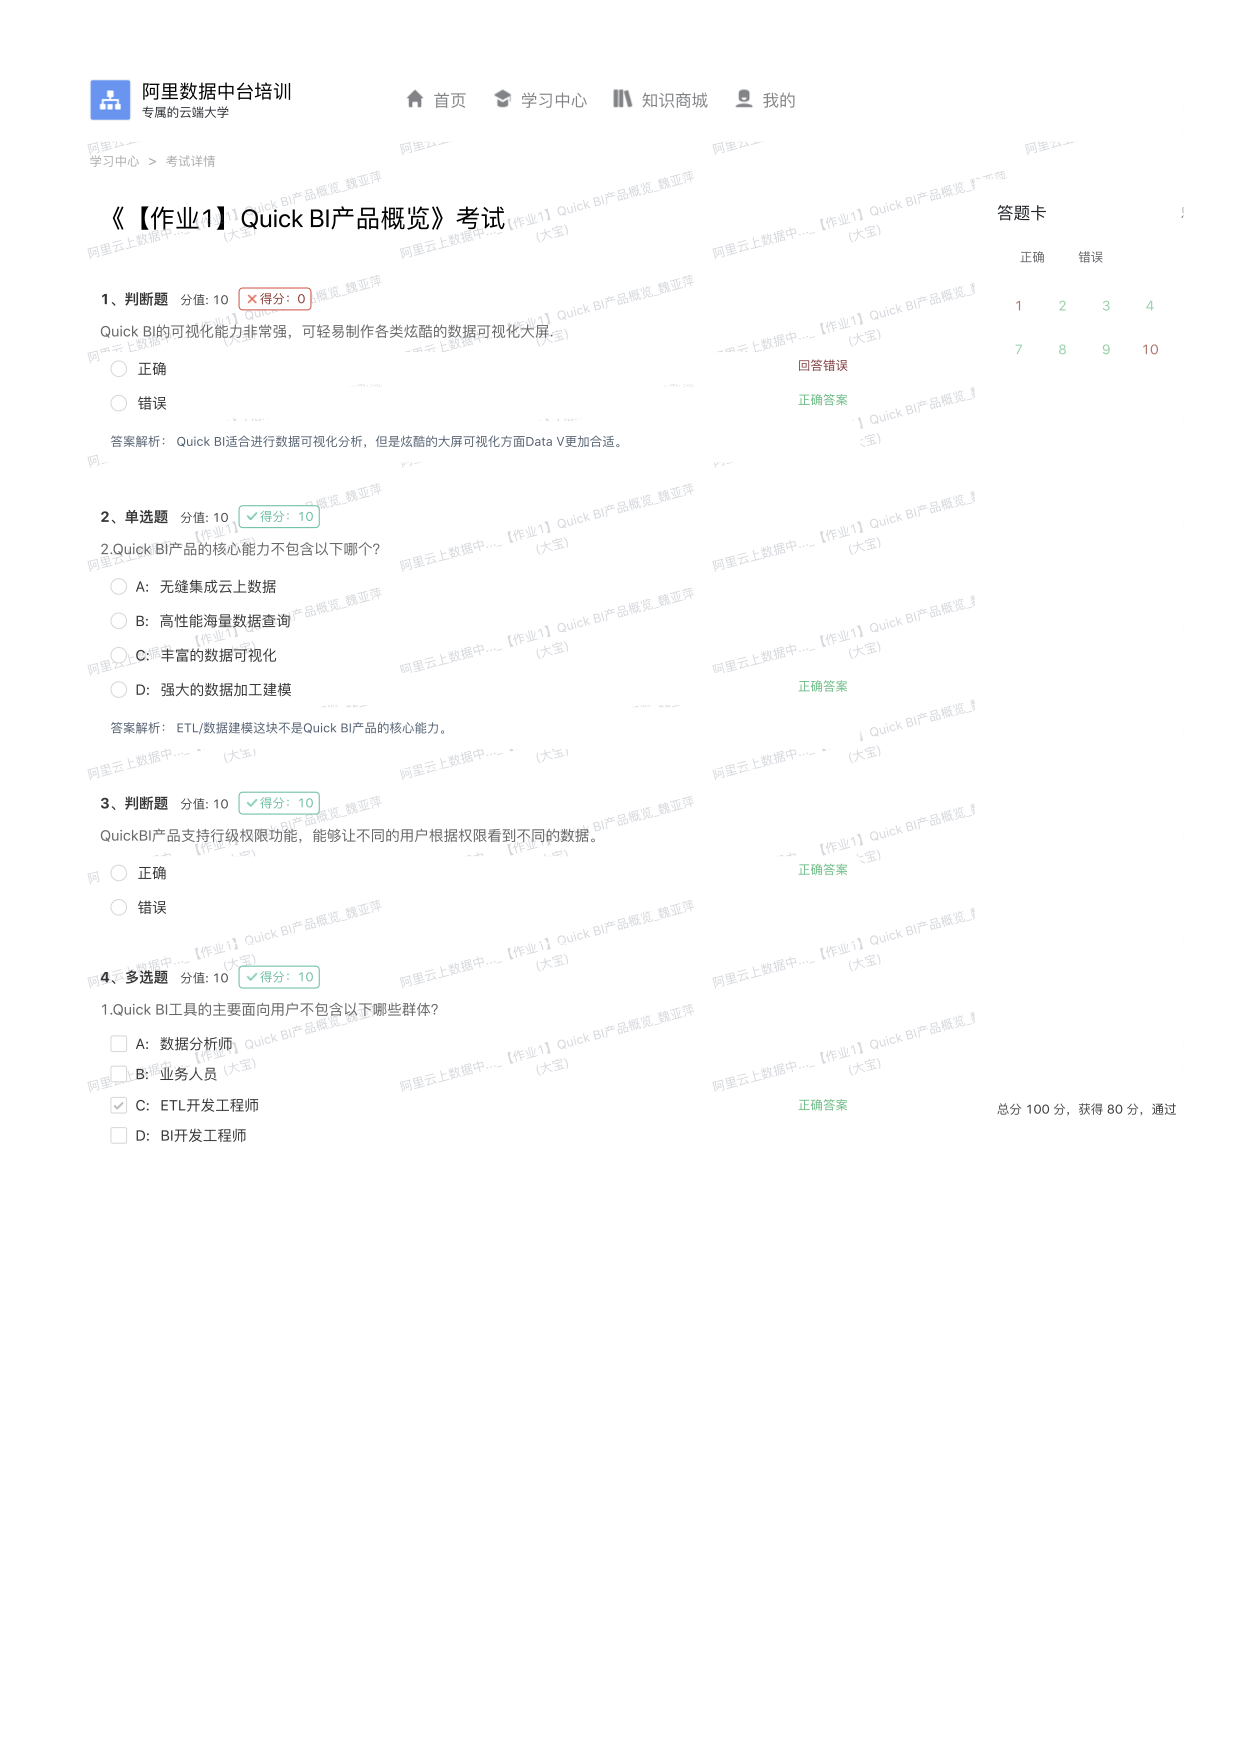 阿里数据中台培训
专属的云端大学
首页 学习中心 知识商城 我的
学习中心 > 考试详情
《【作业1】Quick BI产品概览》考试
答题卡
正确 错误
1 2 3 4
7 8 9 10
1、判断题 分值: 10 得分：0
Quick BI的可视化能力非常强，可轻易制作各类炫酷的数据可视化大屏.
正确 回答错误
错误 正确答案
答案解析： Quick BI适合进行数据可视化分析，但是炫酷的大屏可视化方面Data V更加合适。
2、单选题 分值: 10 得分：10
2.Quick BI产品的核心能力不包含以下哪个?
A: 无缝集成云上数据
B: 高性能海量数据查询
C: 丰富的数据可视化
D: 强大的数据加工建模 正确答案
答案解析： ETL/数据建模这块不是Quick BI产品的核心能力。
3、判断题 分值: 10 得分：10
QuickBI产品支持行级权限功能，能够让不同的用户根据权限看到不同的数据。
正确 正确答案
错误
4、多选题 分值: 10 得分：10
1.Quick BI工具的主要面向用户不包含以下哪些群体?
A: 数据分析师
B: 业务人员
C: ETL开发工程师 正确答案
D: BI开发工程师
总分 100 分，获得 80 分，通过
阿里云上数据中...._【作业1】Quick BI产品概览_魏亚萍
(大宝)